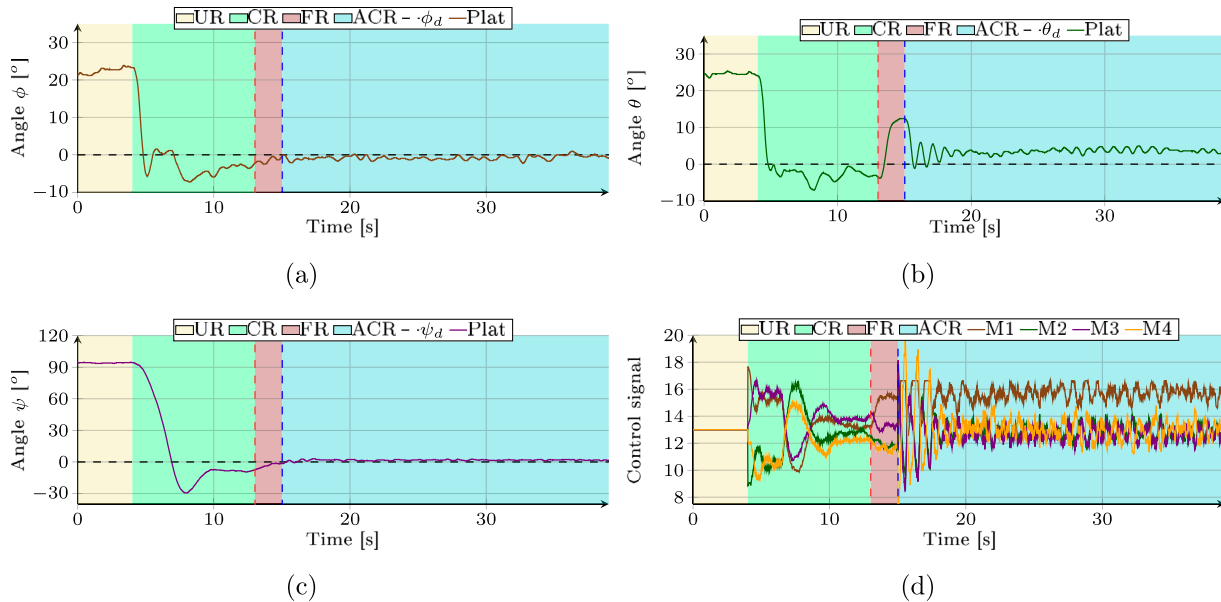 UR CR FR ACR - ·ϕd Plat
30
20
10
0
−10
0 10 20 30
Angle ϕ [o]
Time [s]
(a)
UR CR FR ACR - ·θd Plat
30
20
10
0
−10
0 10 20 30
Angle θ [o]
Time [s]
(b)
UR CR FR ACR - ·ψd Plat
120
90
60
30
0
−30
0 10 20 30
Angle ψ [o]
Time [s]
(c)
UR CR FR ACR M1 M2 M3 M4
20
18
16
14
12
10
8
0 10 20 30
Control signal
Time [s]
(d)